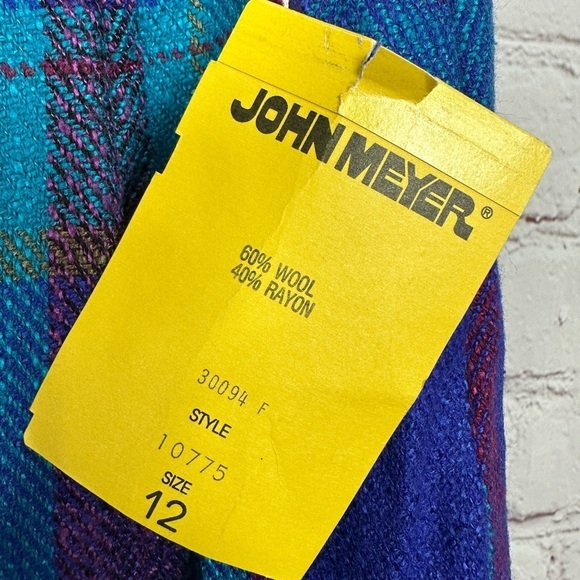 JOHN MEYER®
60% WOOL
40% RAYON
30094 F
STYLE
10775
SIZE
12